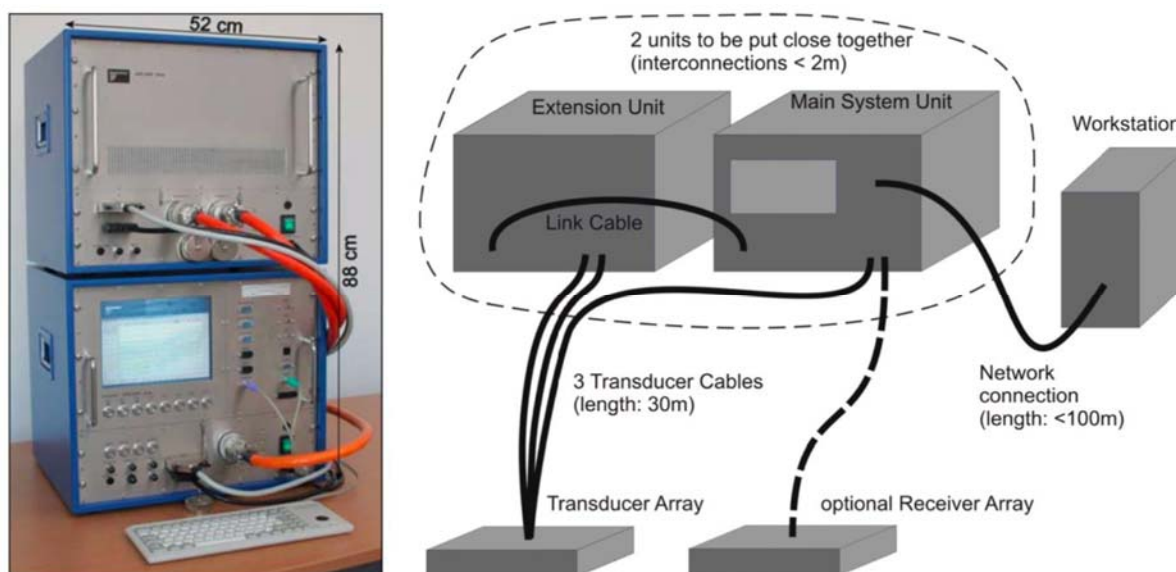 52 cm
88 cm
2 units to be put close together
(interconnections < 2m)
Extension Unit
Main System Unit
Workstation
Link Cable
3 Transducer Cables
(length: 30m)
Network
connection
(length: <100m)
Transducer Array
optional Receiver Array